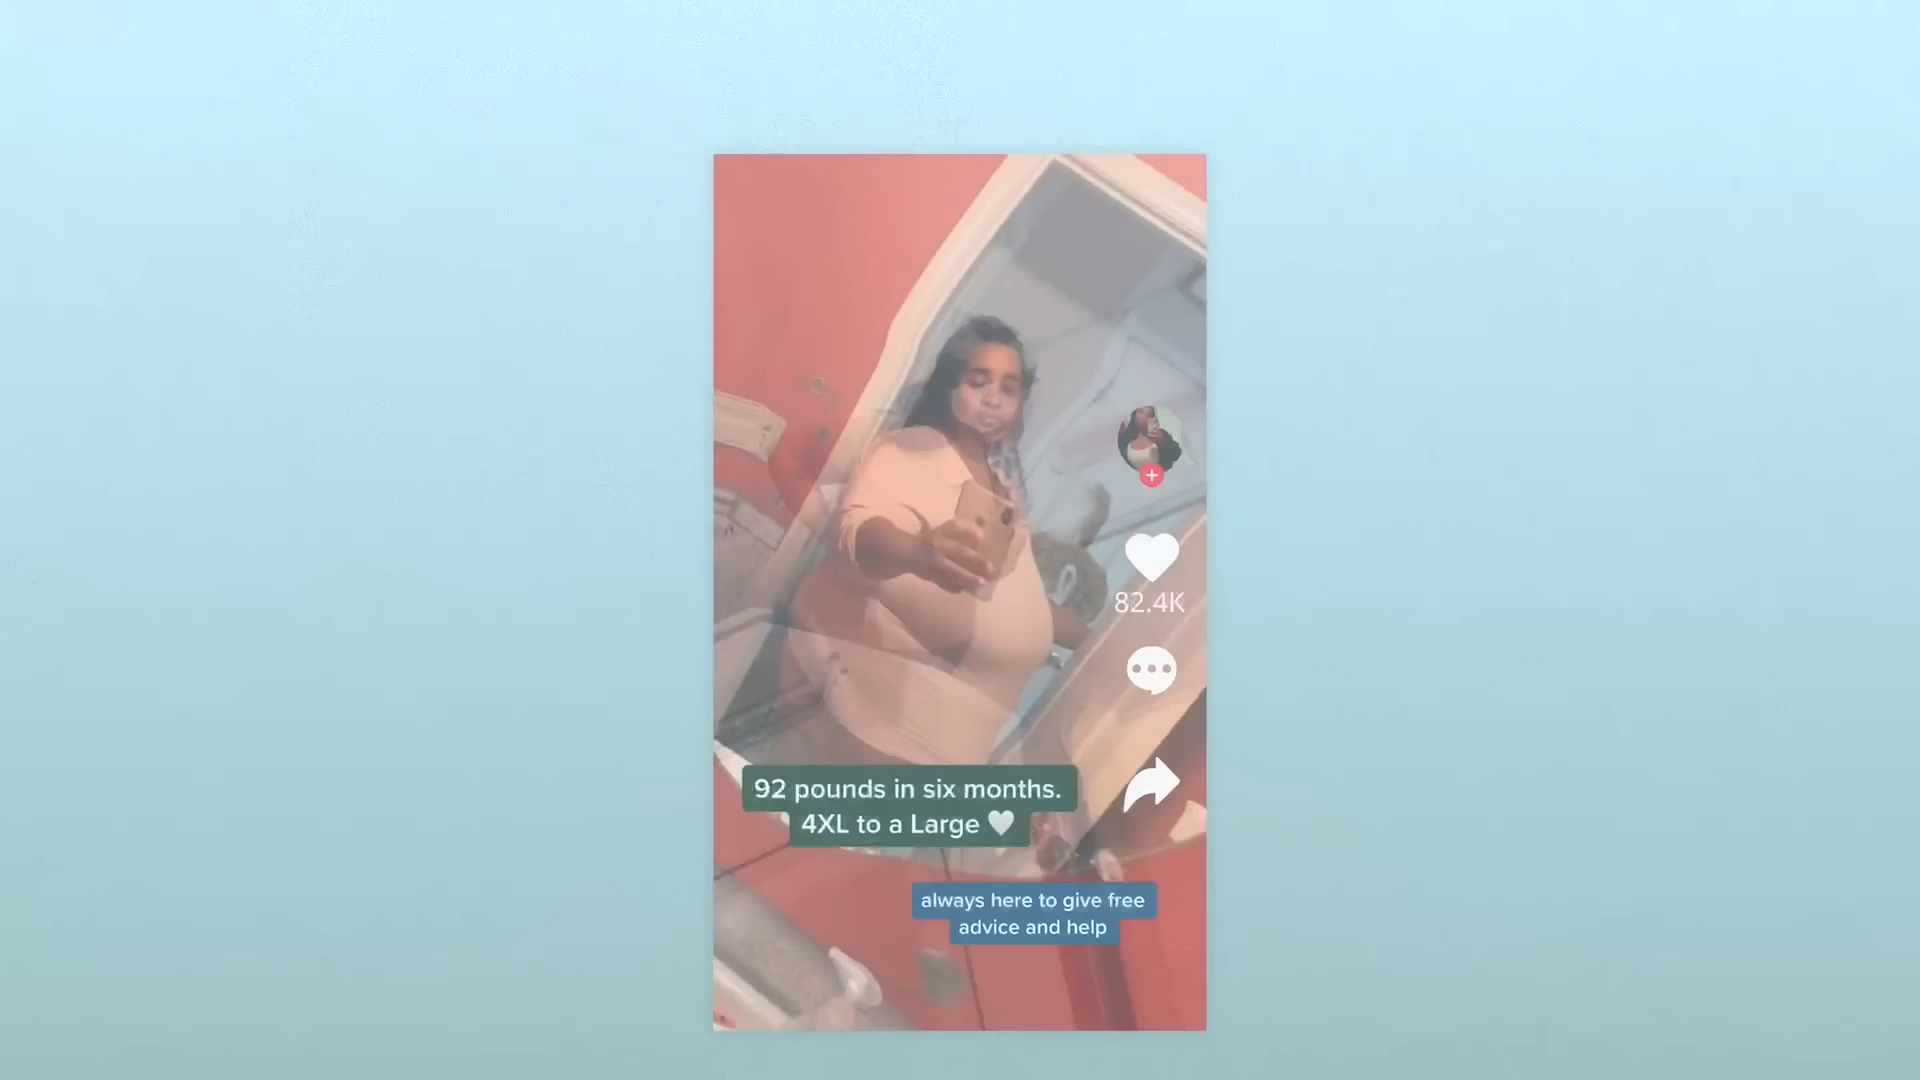 82.4K
92 pounds in six months.
4XL to a Large 🤍
always here to give free
advice and help